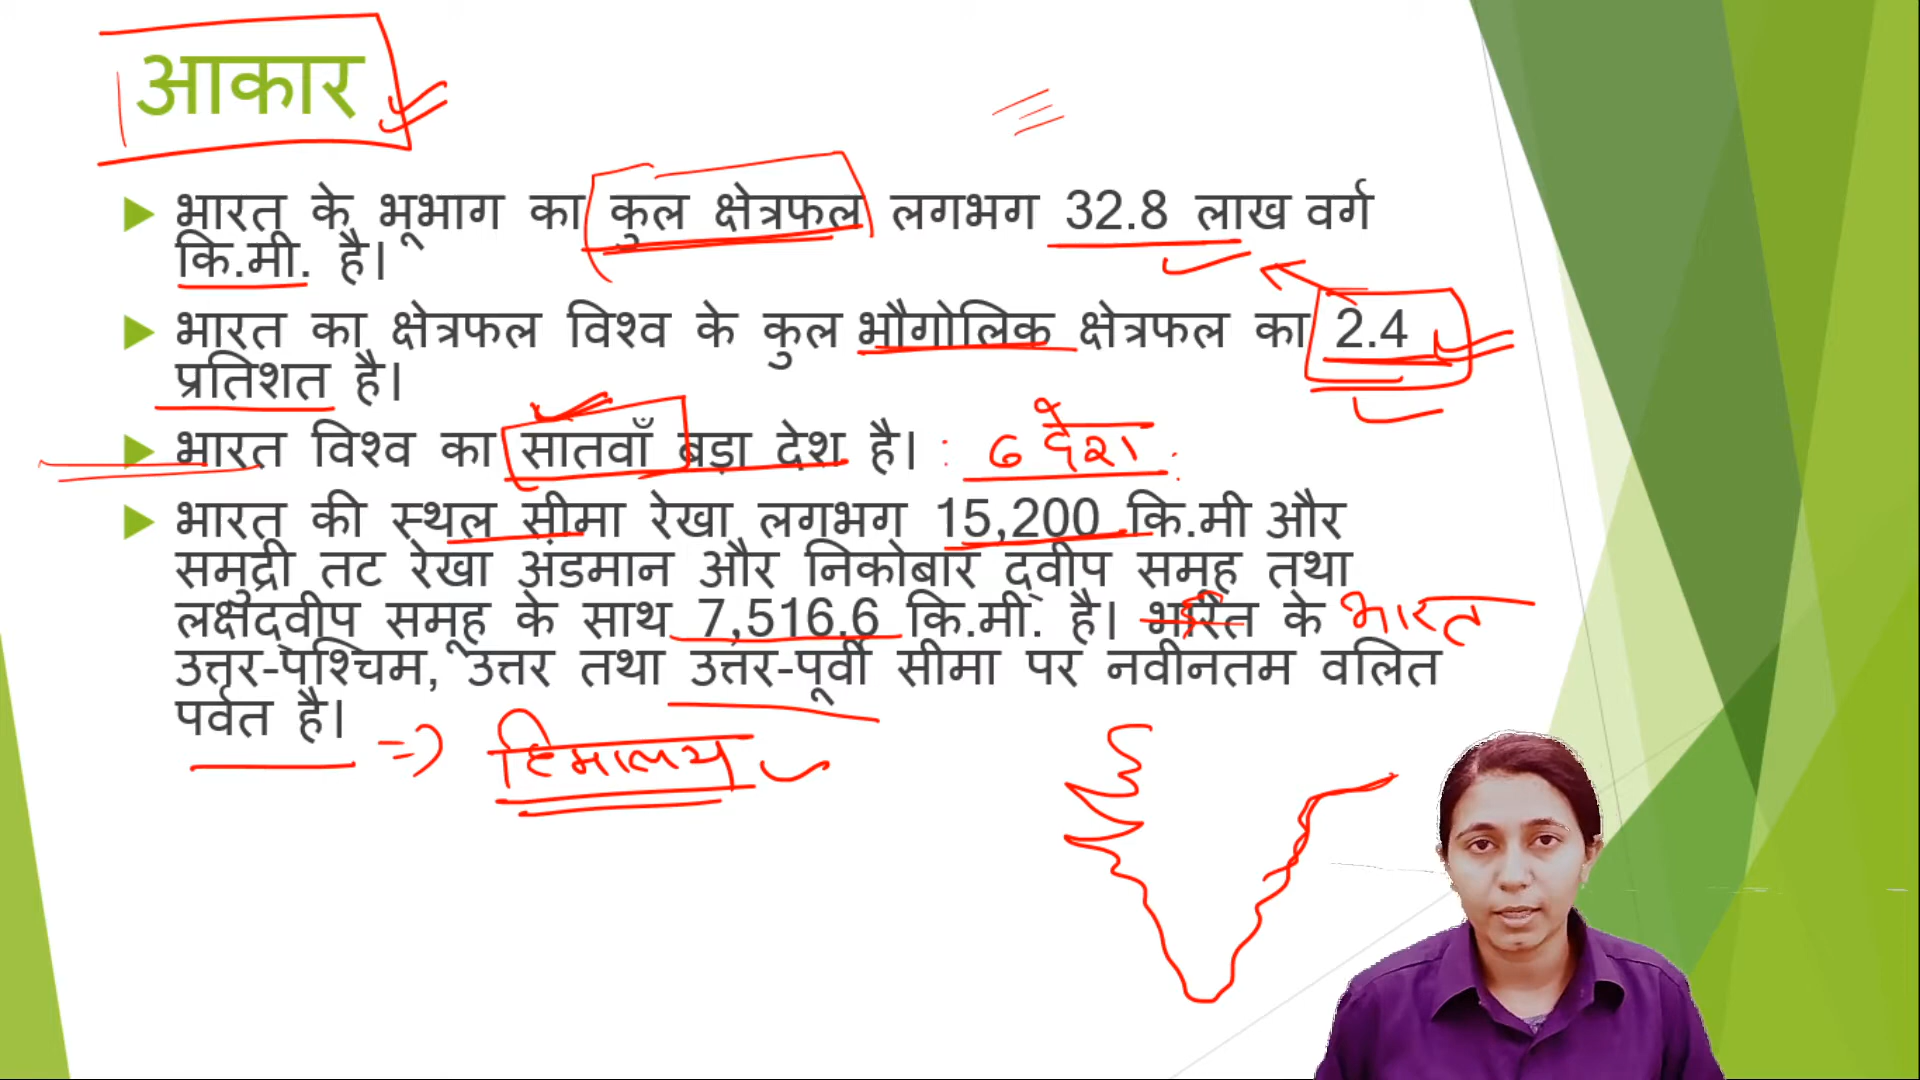 आकार
भारत के भूभाग का कुल क्षेत्रफल लगभग 32.8 लाख वर्ग
कि.मी. है।
भारत का क्षेत्रफल विश्व के कुल भौगोलिक क्षेत्रफल का 2.4
प्रतिशत है।
भारत विश्व का सातवाँ बड़ा देश है। : 6 देश :
भारत की स्थल सीमा रेखा लगभग 15,200 कि.मी और
समुद्री तट रेखा अंडमान और निकोबार द्वीप समूह तथा
लक्षद्वीप समूह के साथ 7,516.6 कि.मी. है। भारत के भारत
उत्तर-पश्चिम, उत्तर तथा उत्तर-पूर्वी सीमा पर नवीनतम वलित
पर्वत है।
=> हिमालय